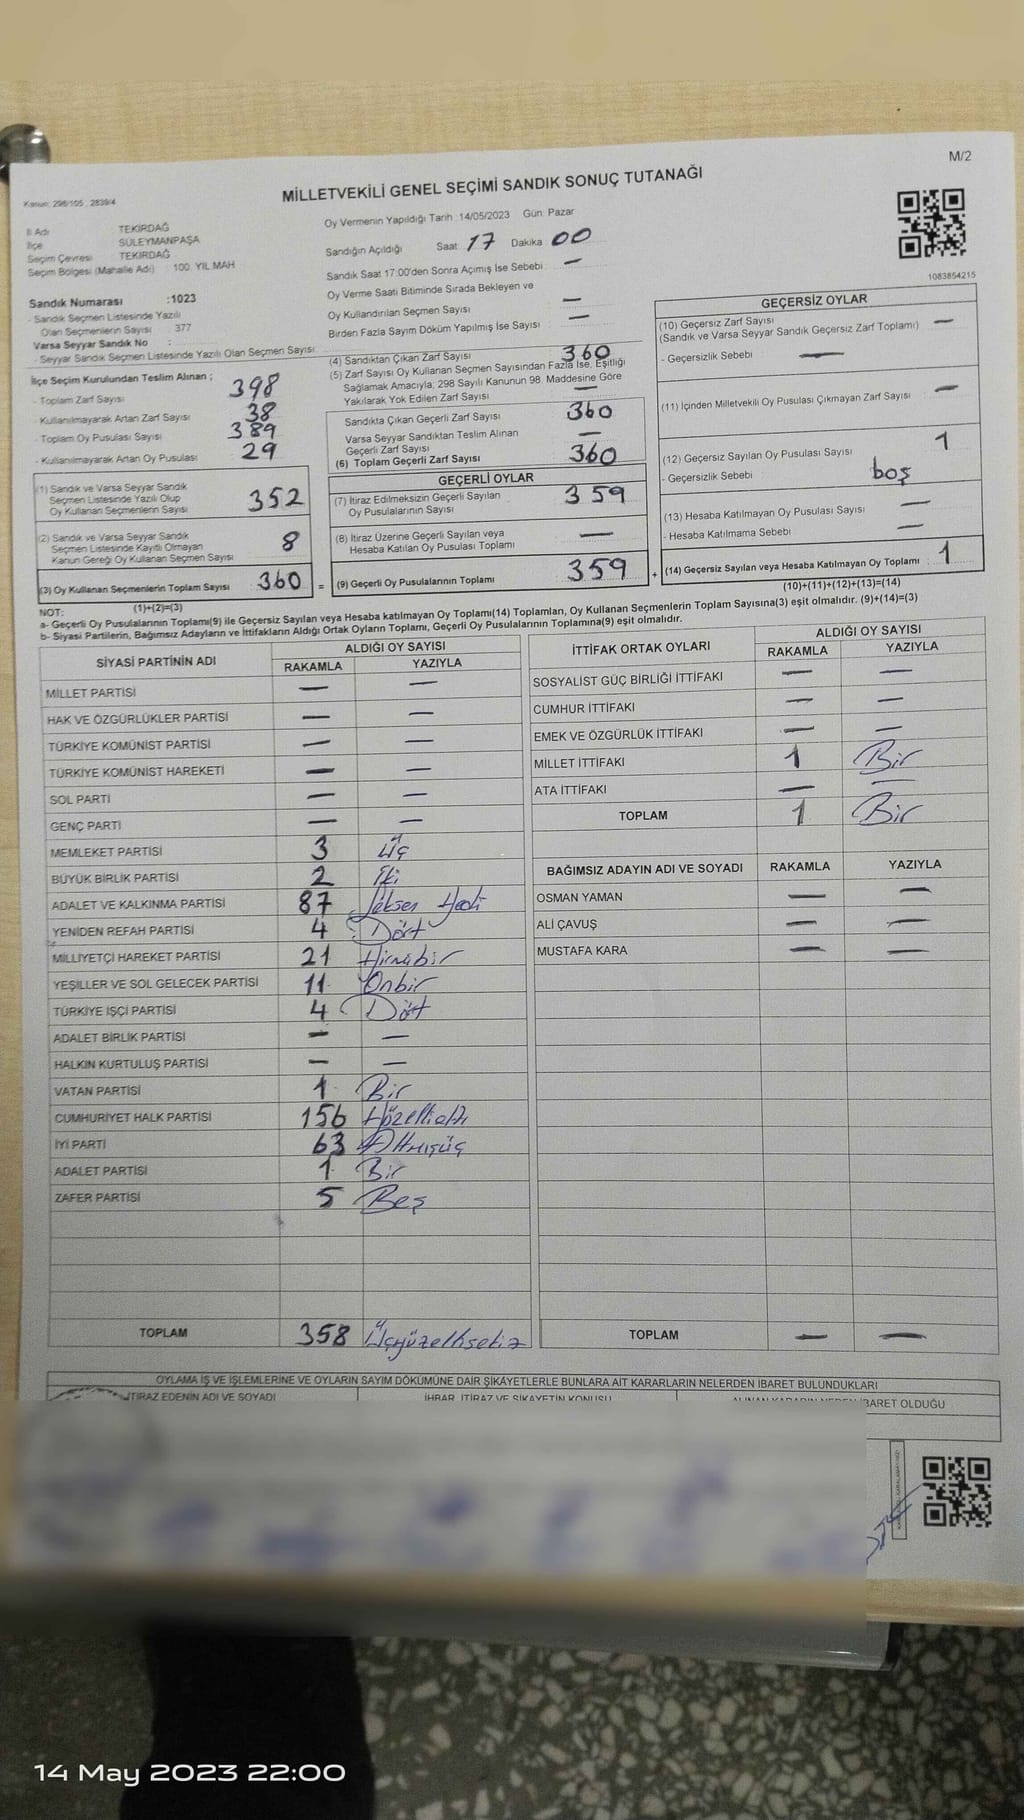 M/2
MİLLETVEKİLİ GENEL SEÇİMİ SANDIK SONUÇ TUTANAĞI
Kanun: 298/105 , 2839/4
İl Adı : TEKİRDAĞ
İlçe : SÜLEYMANPAŞA
Seçim Çevresi : TEKİRDAĞ
Seçim Bölgesi (Mahalle Adı) : 100. YIL MAH
Sandık Numarası :1023
- Sandık Seçmen Listesinde Yazılı
Olan Seçmenlerin Sayısı : 377
Varsa Seyyar Sandık No :
- Seyyar Sandık Seçmen Listesinde Yazılı Olan Seçmen Sayısı:
Oy Vermenin Yapıldığı Tarih : 14/05/2023 Gün: Pazar
Sandığın Açıldığı Saat: 17 Dakika 00
Sandık Saat 17.00'den Sonra Açılmış İse Sebebi : —
Oy Verme Saati Bitiminde Sırada Bekleyen ve
Oy Kullandırılan Seçmen Sayısı : —
Birden Fazla Sayım Döküm Yapılmış İse Sayısı : —
1083854215
İlçe Seçim Kurulundan Teslim Alınan ;
- Toplam Zarf Sayısı : 398
- Kullanılmayarak Artan Zarf Sayısı : 38
- Toplam Oy Pusulası Sayısı : 389
- Kullanılmayarak Artan Oy Pusulası : 29
(4) Sandıktan Çıkan Zarf Sayısı 360
(5) Zarf Sayısı Oy Kullanan Seçmen Sayısından Fazla İse, Eşitliği
Sağlamak Amacıyla; 298 Sayılı Kanunun 98. Maddesine Göre
Yakılarak Yok Edilen Zarf Sayısı —
Sandıkta Çıkan Geçerli Zarf Sayısı 360
Varsa Seyyar Sandıktan Teslim Alınan
Geçerli Zarf Sayısı —
(6) Toplam Geçerli Zarf Sayısı 360
GEÇERSİZ OYLAR
(10) Geçersiz Zarf Sayısı —
(Sandık ve Varsa Seyyar Sandık Geçersiz Zarf Toplamı)
- Geçersizlik Sebebi : —
(11) İçinden Milletvekili Oy Pusulası Çıkmayan Zarf Sayısı —
(12) Geçersiz Sayılan Oy Pusulası Sayısı 1
- Geçersizlik Sebebi : boş
(13) Hesaba Katılmayan Oy Pusulası Sayısı —
- Hesaba Katılmama Sebebi : —
(14) Geçersiz Sayılan veya Hesaba Katılmayan Oy Toplamı 1
(10)+(11)+(12)+(13)=(14)
(1) Sandık ve Varsa Seyyar Sandık
Seçmen Listesinde Yazılı Olup
Oy Kullanan Seçmenlerin Sayısı 352
(2) Sandık ve Varsa Seyyar Sandık
Seçmen Listesinde Kayıtlı Olmayan
Kanun Gereği Oy Kullanan Seçmen Sayısı 8
(3) Oy Kullanan Seçmenlerin Toplam Sayısı 360 =
(1)+(2)=(3)
GEÇERLİ OYLAR
(7) İtiraz Edilmeksizin Geçerli Sayılan
Oy Pusulalarının Sayısı 359
(8) İtiraz Üzerine Geçerli Sayılan veya
Hesaba Katılan Oy Pusulası Toplamı —
(9) Geçerli Oy Pusulalarının Toplamı 359 +
NOT:
a- Geçerli Oy Pusulalarının Toplamı(9) ile Geçersiz Sayılan veya Hesaba katılmayan Oy Toplamı(14) Toplamları, Oy Kullanan Seçmenlerin Toplam Sayısına(3) eşit olmalıdır. (9)+(14)=(3)
b- Siyasi Partilerin, Bağımsız Adayların ve İttifakların Aldığı Ortak Oyların Toplamı, Geçerli Oy Pusulalarının Toplamına(9) eşit olmalıdır.
SİYASİ PARTİNİN ADI ALDIĞI OY SAYISI
RAKAMLA YAZIYLA
MİLLET PARTİSİ — —
HAK VE ÖZGÜRLÜKLER PARTİSİ — —
TÜRKİYE KOMÜNİST PARTİSİ — —
TÜRKİYE KOMÜNİST HAREKETİ — —
SOL PARTİ — —
GENÇ PARTİ — —
MEMLEKET PARTİSİ 3 Üç
BÜYÜK BİRLİK PARTİSİ 2 İki
ADALET VE KALKINMA PARTİSİ 87 Seksen Yedi
YENİDEN REFAH PARTİSİ 4 Dört
MİLLİYETÇİ HAREKET PARTİSİ 21 Yirmibir
YEŞİLLER VE SOL GELECEK PARTİSİ 11 Onbir
TÜRKİYE İŞÇİ PARTİSİ 4 Dört
ADALET BİRLİK PARTİSİ — —
HALKIN KURTULUŞ PARTİSİ — —
VATAN PARTİSİ 1 Bir
CUMHURİYET HALK PARTİSİ 156 Yüzellialtı
İYİ PARTİ 63 Altmışüç
ADALET PARTİSİ 1 Bir
ZAFER PARTİSİ 5 Beş
TOPLAM 358 Üçyüzellisekiz
İTTİFAK ORTAK OYLARI ALDIĞI OY SAYISI
RAKAMLA YAZIYLA
SOSYALİST GÜÇ BİRLİĞİ İTTİFAKI — —
CUMHUR İTTİFAKI — —
EMEK VE ÖZGÜRLÜK İTTİFAKI — —
MİLLET İTTİFAKI 1 Bir
ATA İTTİFAKI — —
TOPLAM 1 Bir
BAĞIMSIZ ADAYIN ADI VE SOYADI RAKAMLA YAZIYLA
OSMAN YAMAN — —
ALİ ÇAVUŞ — —
MUSTAFA KARA — —
TOPLAM — —
OYLAMA İŞ VE İŞLEMLERİNE VE OYLARIN SAYIM DÖKÜMÜNE DAİR ŞİKAYETLERLE BUNLARA AİT KARARLARIN NELERDEN İBARET BULUNDUKLARI
İTİRAZ EDENİN ADI VE SOYADI İHBAR, İTİRAZ VE ŞİKAYETİN KONUSU ALINAN KARARIN NEDEN İBARET OLDUĞU
14 May 2023 22:00